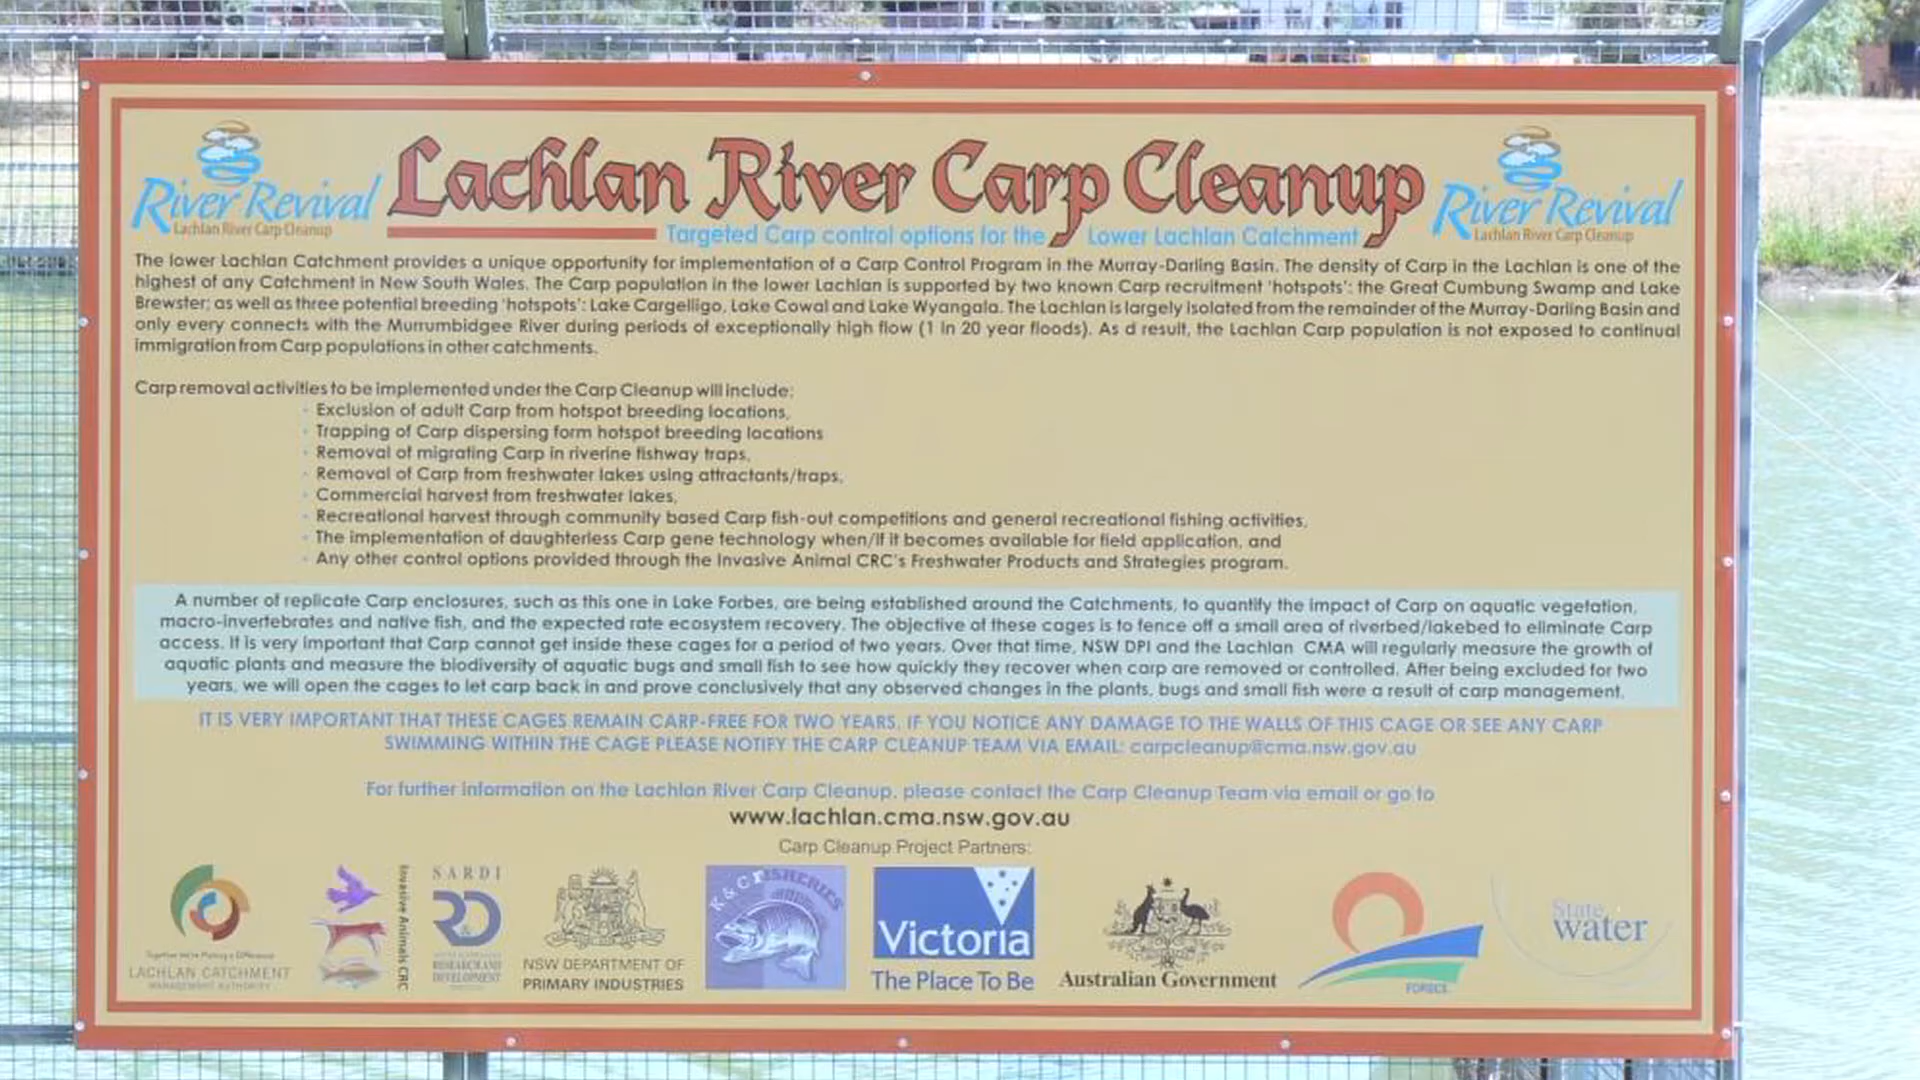 River Revival
Lachlan River Carp Cleanup
Lachlan River Carp Cleanup
River Revival
Lachlan River Carp Cleanup
Targeted Carp control options for the Lower Lachlan Catchment
The lower Lachlan Catchment provides a unique opportunity for implementation of a Carp Control Program in the Murray-Darling Basin. The density of Carp in the Lachlan is one of the
highest of any Catchment in New South Wales. The Carp population in the lower Lachlan is supported by two known Carp recruitment 'hotspots': the Great Cumbung Swamp and Lake
Brewster; as well as three potential breeding 'hotspots': Lake Cargelligo, Lake Cowal and Lake Wyangala. The Lachlan is largely isolated from the remainder of the Murray-Darling Basin and
only every connects with the Murrumbidgee River during periods of exceptionally high flow (1 in 20 year floods). As d result, the Lachlan Carp population is not exposed to continual
immigration from Carp populations in other catchments.
Carp removal activities to be implemented under the Carp Cleanup will include:
· Exclusion of adult Carp from hotspot breeding locations,
· Trapping of Carp dispersing form hotspot breeding locations
· Removal of migrating Carp in riverine fishway traps,
· Removal of Carp from freshwater lakes using attractants/traps,
· Commercial harvest from freshwater lakes,
· Recreational harvest through community based Carp fish-out competitions and general recreational fishing activities,
· The implementation of daughterless Carp gene technology when/if it becomes available for field application, and
· Any other control options provided through the Invasive Animal CRC's Freshwater Products and Strategies program.
A number of replicate Carp enclosures, such as this one in Lake Forbes, are being established around the Catchments, to quantify the impact of Carp on aquatic vegetation,
macro-invertebrates and native fish, and the expected rate ecosystem recovery. The objective of these cages is to fence off a small area of riverbed/lakebed to eliminate Carp
access. It is very important that Carp cannot get inside these cages for a period of two years. Over that time, NSW DPI and the Lachlan CMA will regularly measure the growth of
aquatic plants and measure the biodiversity of aquatic bugs and small fish to see how quickly they recover when carp are removed or controlled. After being excluded for two
years, we will open the cages to let carp back in and prove conclusively that any observed changes in the plants, bugs and small fish were a result of carp management.
IT IS VERY IMPORTANT THAT THESE CAGES REMAIN CARP-FREE FOR TWO YEARS. IF YOU NOTICE ANY DAMAGE TO THE WALLS OF THIS CAGE OR SEE ANY CARP
SWIMMING WITHIN THE CAGE PLEASE NOTIFY THE CARP CLEANUP TEAM VIA EMAIL: carpcleanup@cma.nsw.gov.au
For further information on the Lachlan River Carp Cleanup, please contact the Carp Cleanup Team via email or go to
www.lachlan.cma.nsw.gov.au
Carp Cleanup Project Partners:
Together We're Making a Difference
LACHLAN CATCHMENT
MANAGEMENT AUTHORITY
Invasive Animals CRC
SARDI
R&D
RESEARCH AND
DEVELOPMENT
NSW DEPARTMENT OF
PRIMARY INDUSTRIES
K & C FISHERIES
Victoria
The Place To Be
Australian Government
State
water